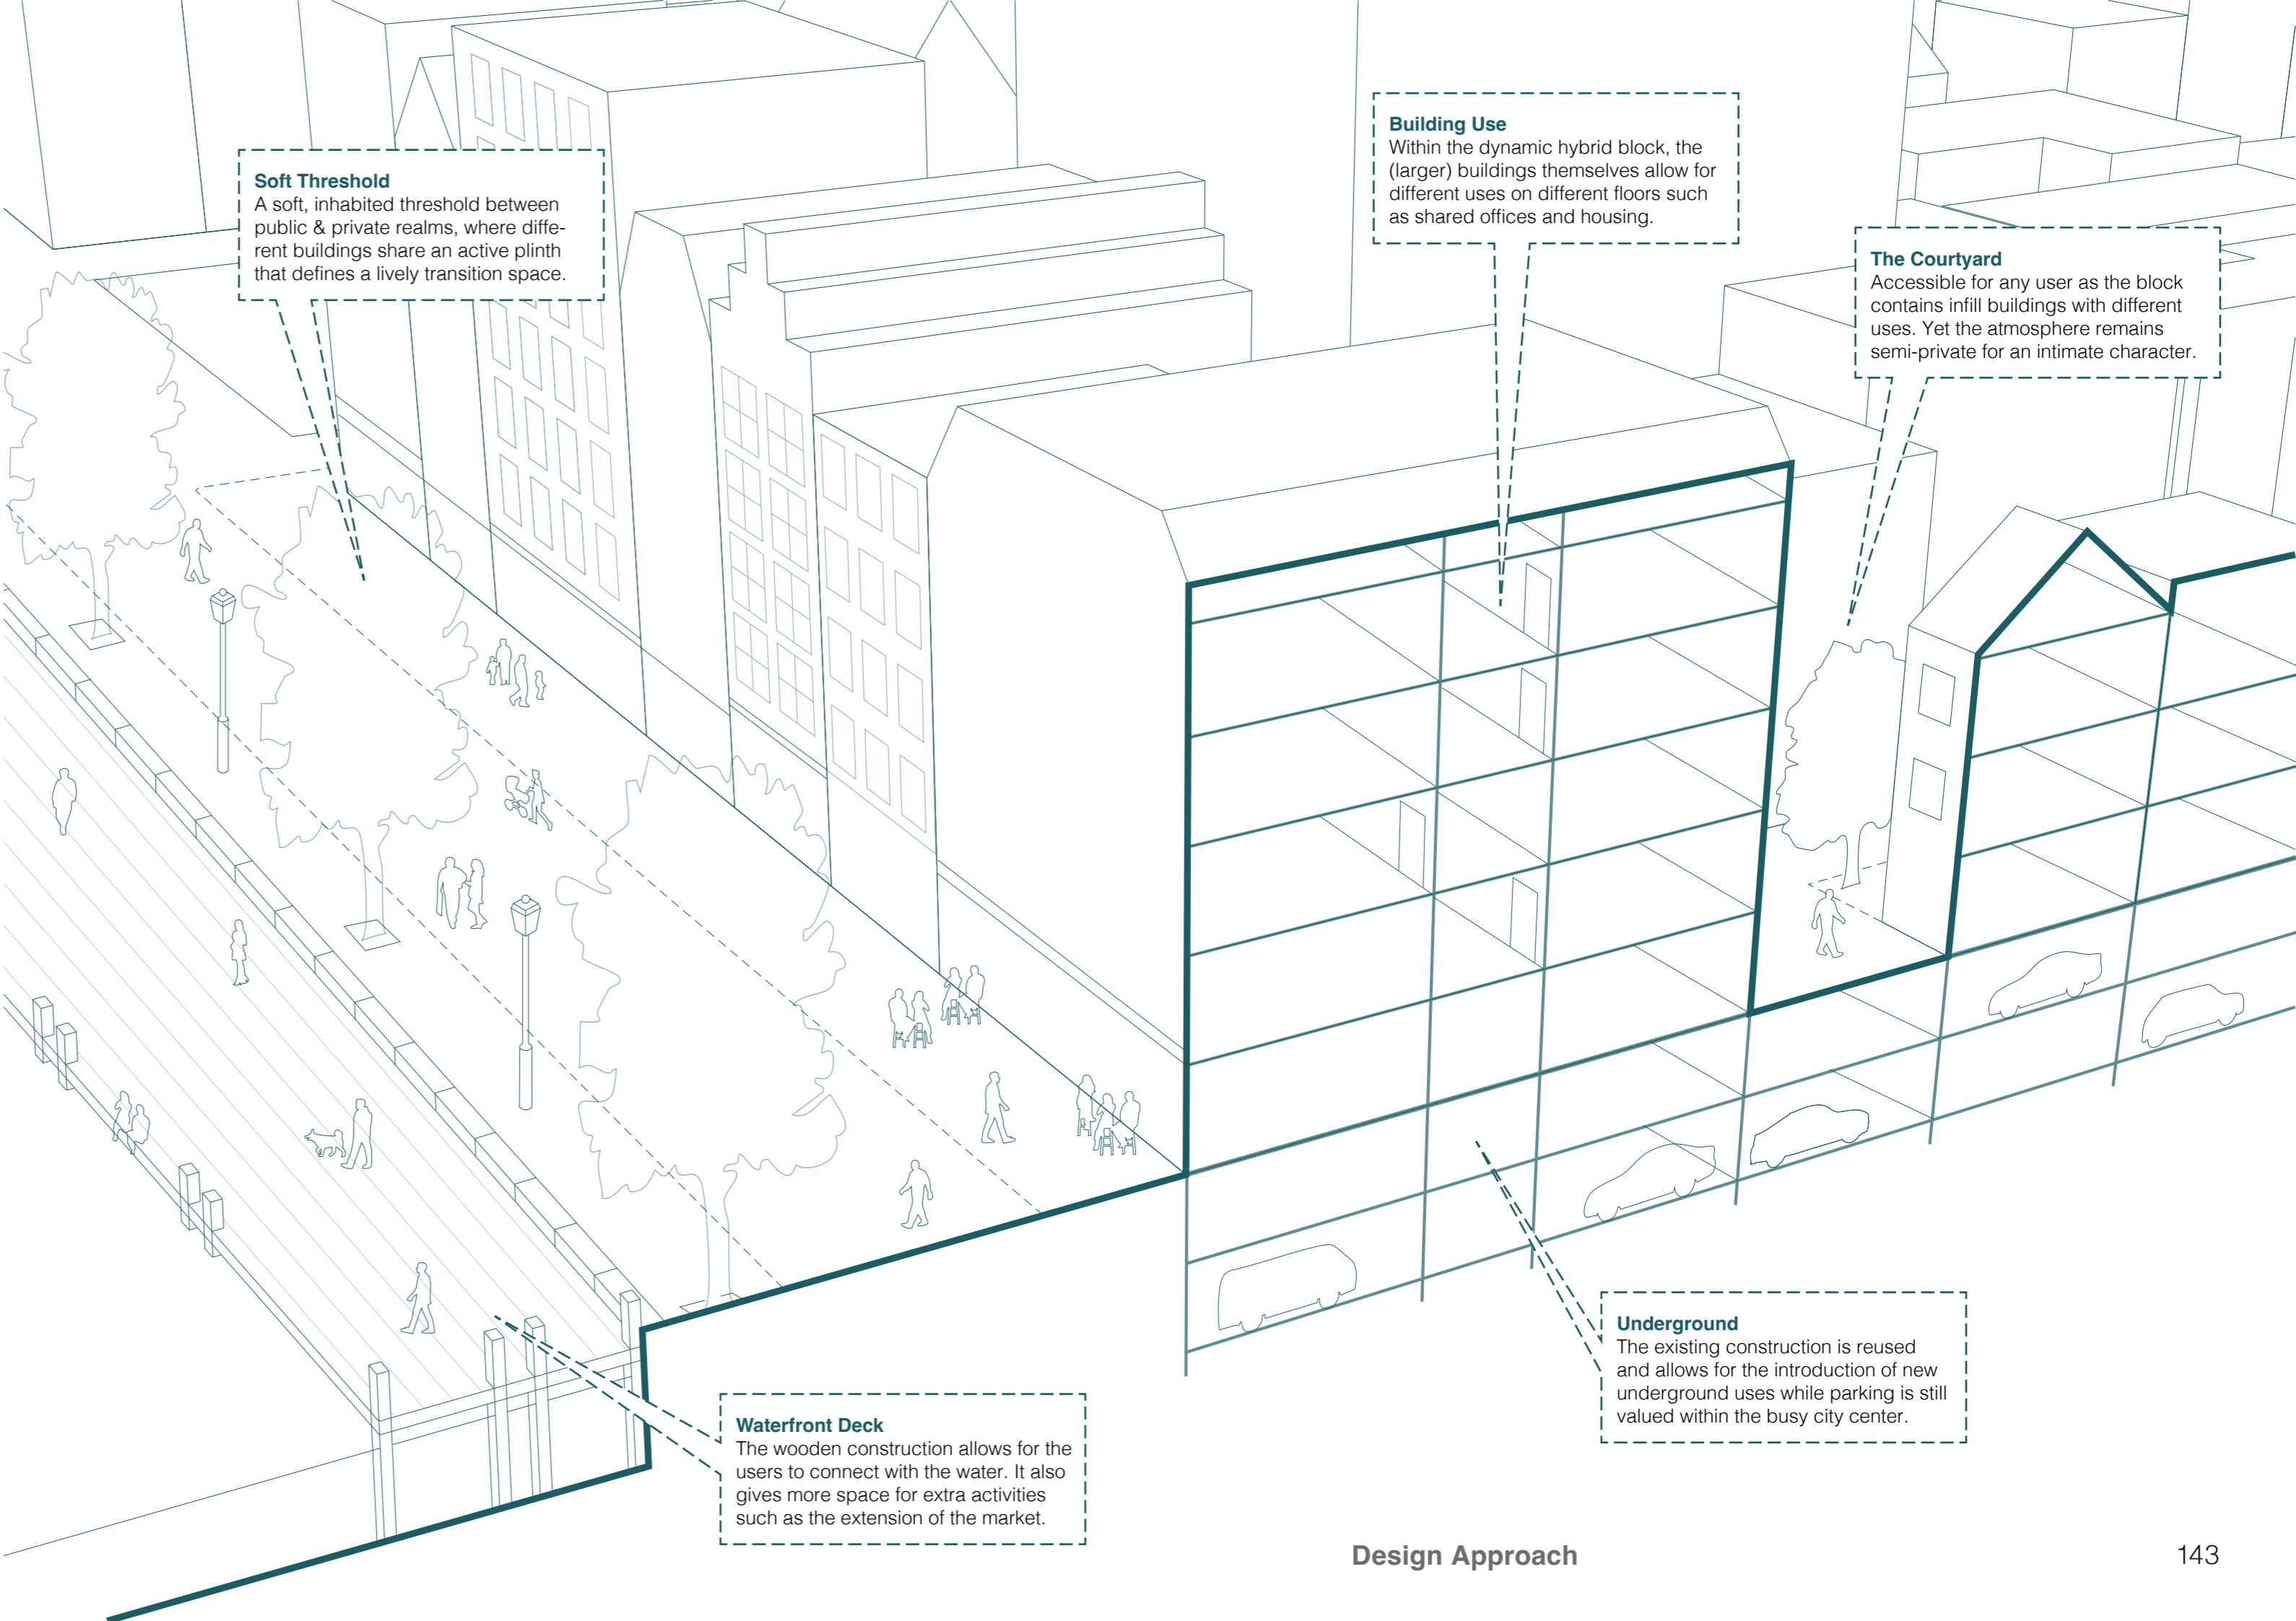 Soft Threshold
A soft, inhabited threshold between
public & private realms, where diffe-
rent buildings share an active plinth
that defines a lively transition space.
Building Use
Within the dynamic hybrid block, the
(larger) buildings themselves allow for
different uses on different floors such
as shared offices and housing.
The Courtyard
Accessible for any user as the block
contains infill buildings with different
uses. Yet the atmosphere remains
semi-private for an intimate character.
Underground
The existing construction is reused
and allows for the introduction of new
underground uses while parking is still
valued within the busy city center.
Waterfront Deck
The wooden construction allows for the
users to connect with the water. It also
gives more space for extra activities
such as the extension of the market.
Design Approach
143